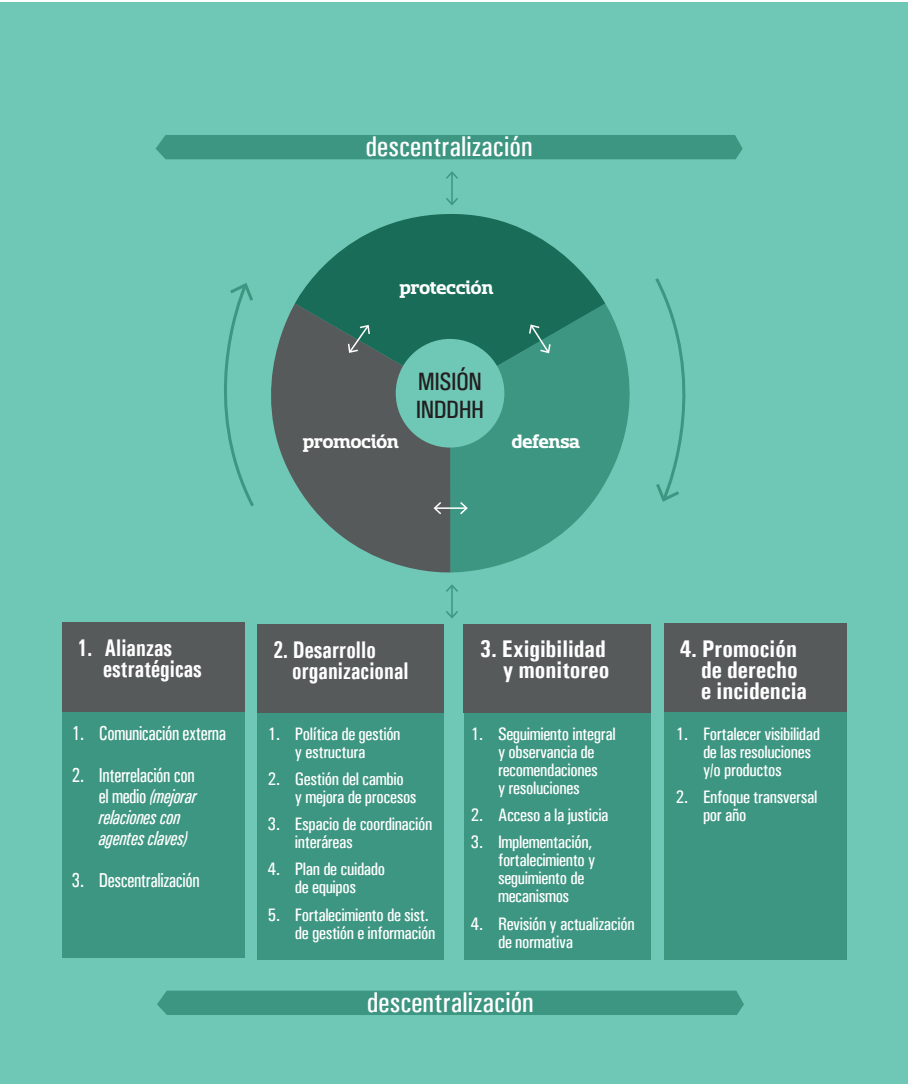 descentralización
protección
MISIÓN
INDDHH
promoción
defensa
1. Alianzas
estratégicas
1. Comunicación externa
2. Interrelación con
el medio (mejorar
relaciones con
agentes claves)
3. Descentralización
2. Desarrollo
organizacional
1. Política de gestión
y estructura
2. Gestión del cambio
y mejora de procesos
3. Espacio de coordinación
interáreas
4. Plan de cuidado
de equipos
5. Fortalecimiento de sist.
de gestión e información
3. Exigibilidad
y monitoreo
1. Seguimiento integral
y observancia de
recomendaciones
y resoluciones
2. Acceso a la justicia
3. Implementación,
fortalecimiento y
seguimiento de
mecanismos
4. Revisión y actualización
de normativa
4. Promoción
de derecho
e incidencia
1. Fortalecer visibilidad
de las resoluciones
y/o productos
2. Enfoque transversal
por año
descentralización